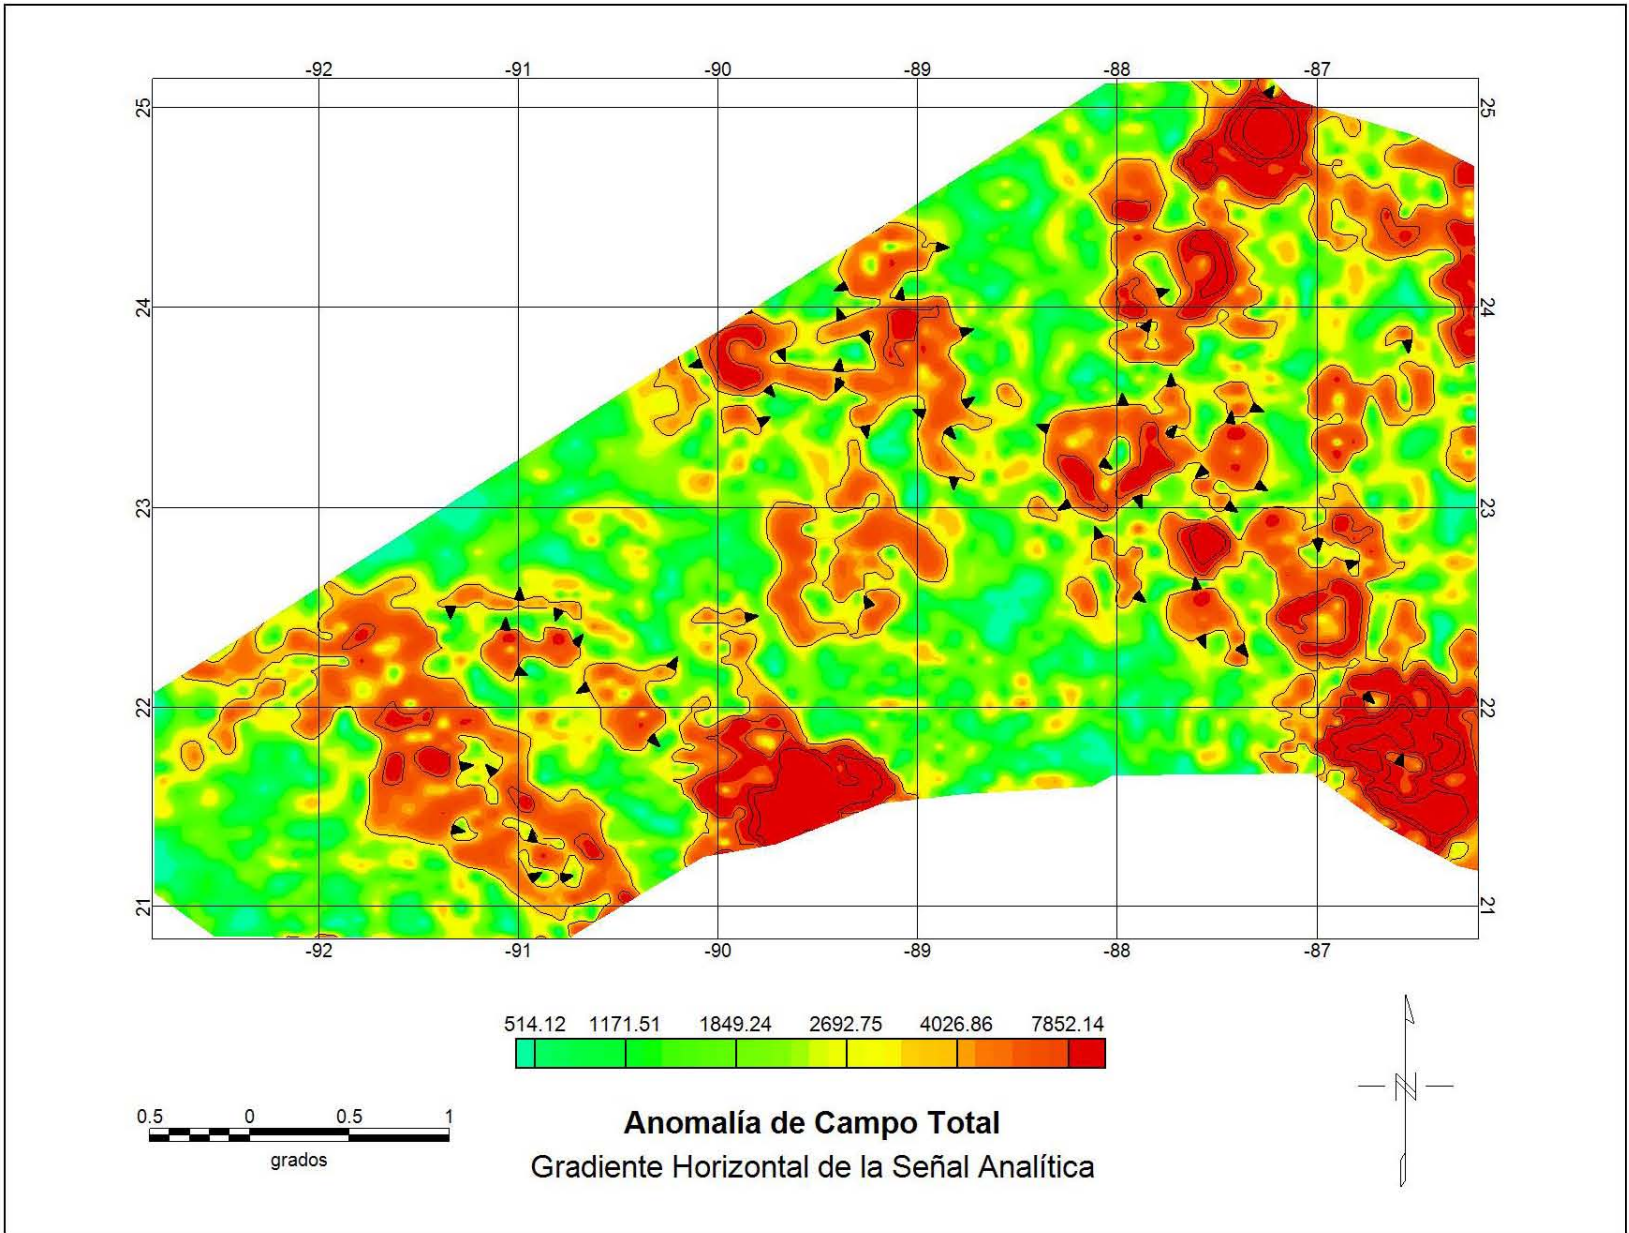 -92 -91 -90 -89 -88 -87
25 25
24 24
23 23
22 22
21 21
-92 -91 -90 -89 -88 -87
514.12 1171.51 1849.24 2692.75 4026.86 7852.14
0.5 0 0.5 1
grados
Anomalía de Campo Total
Gradiente Horizontal de la Señal Analítica
N